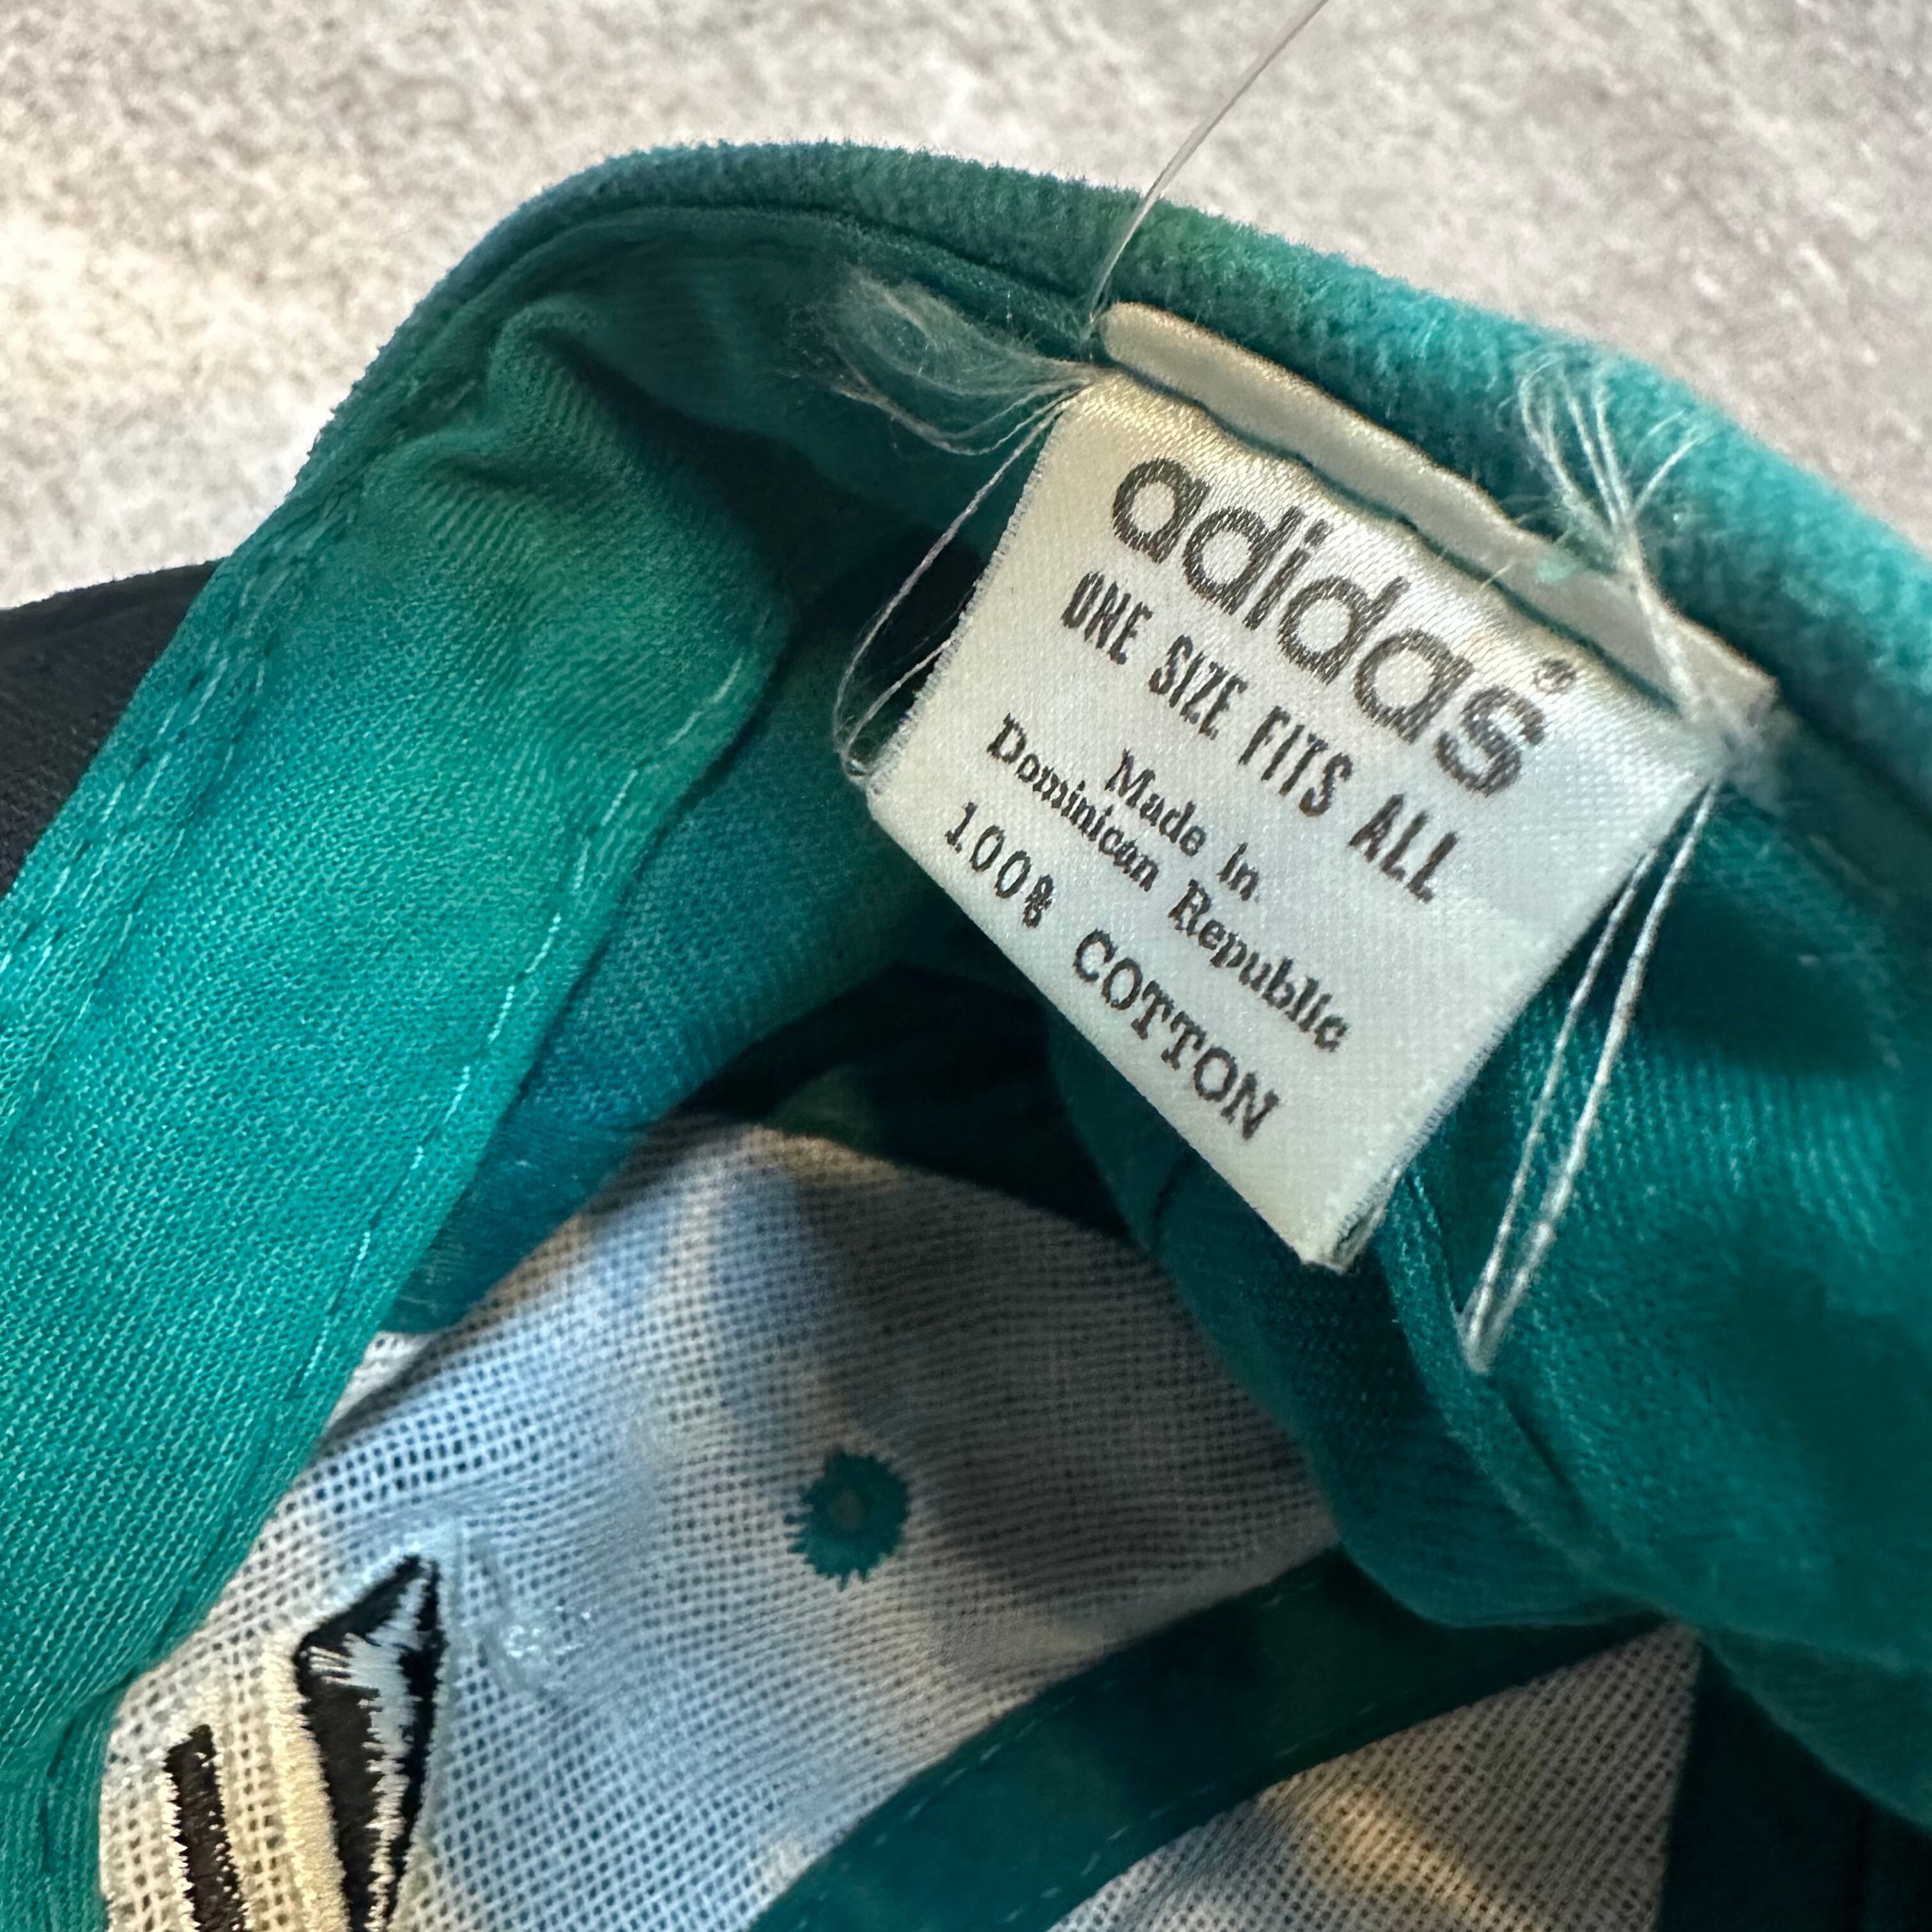 adidas®
ONE SIZE FITS ALL
Made in
Dominican Republic
100% COTTON